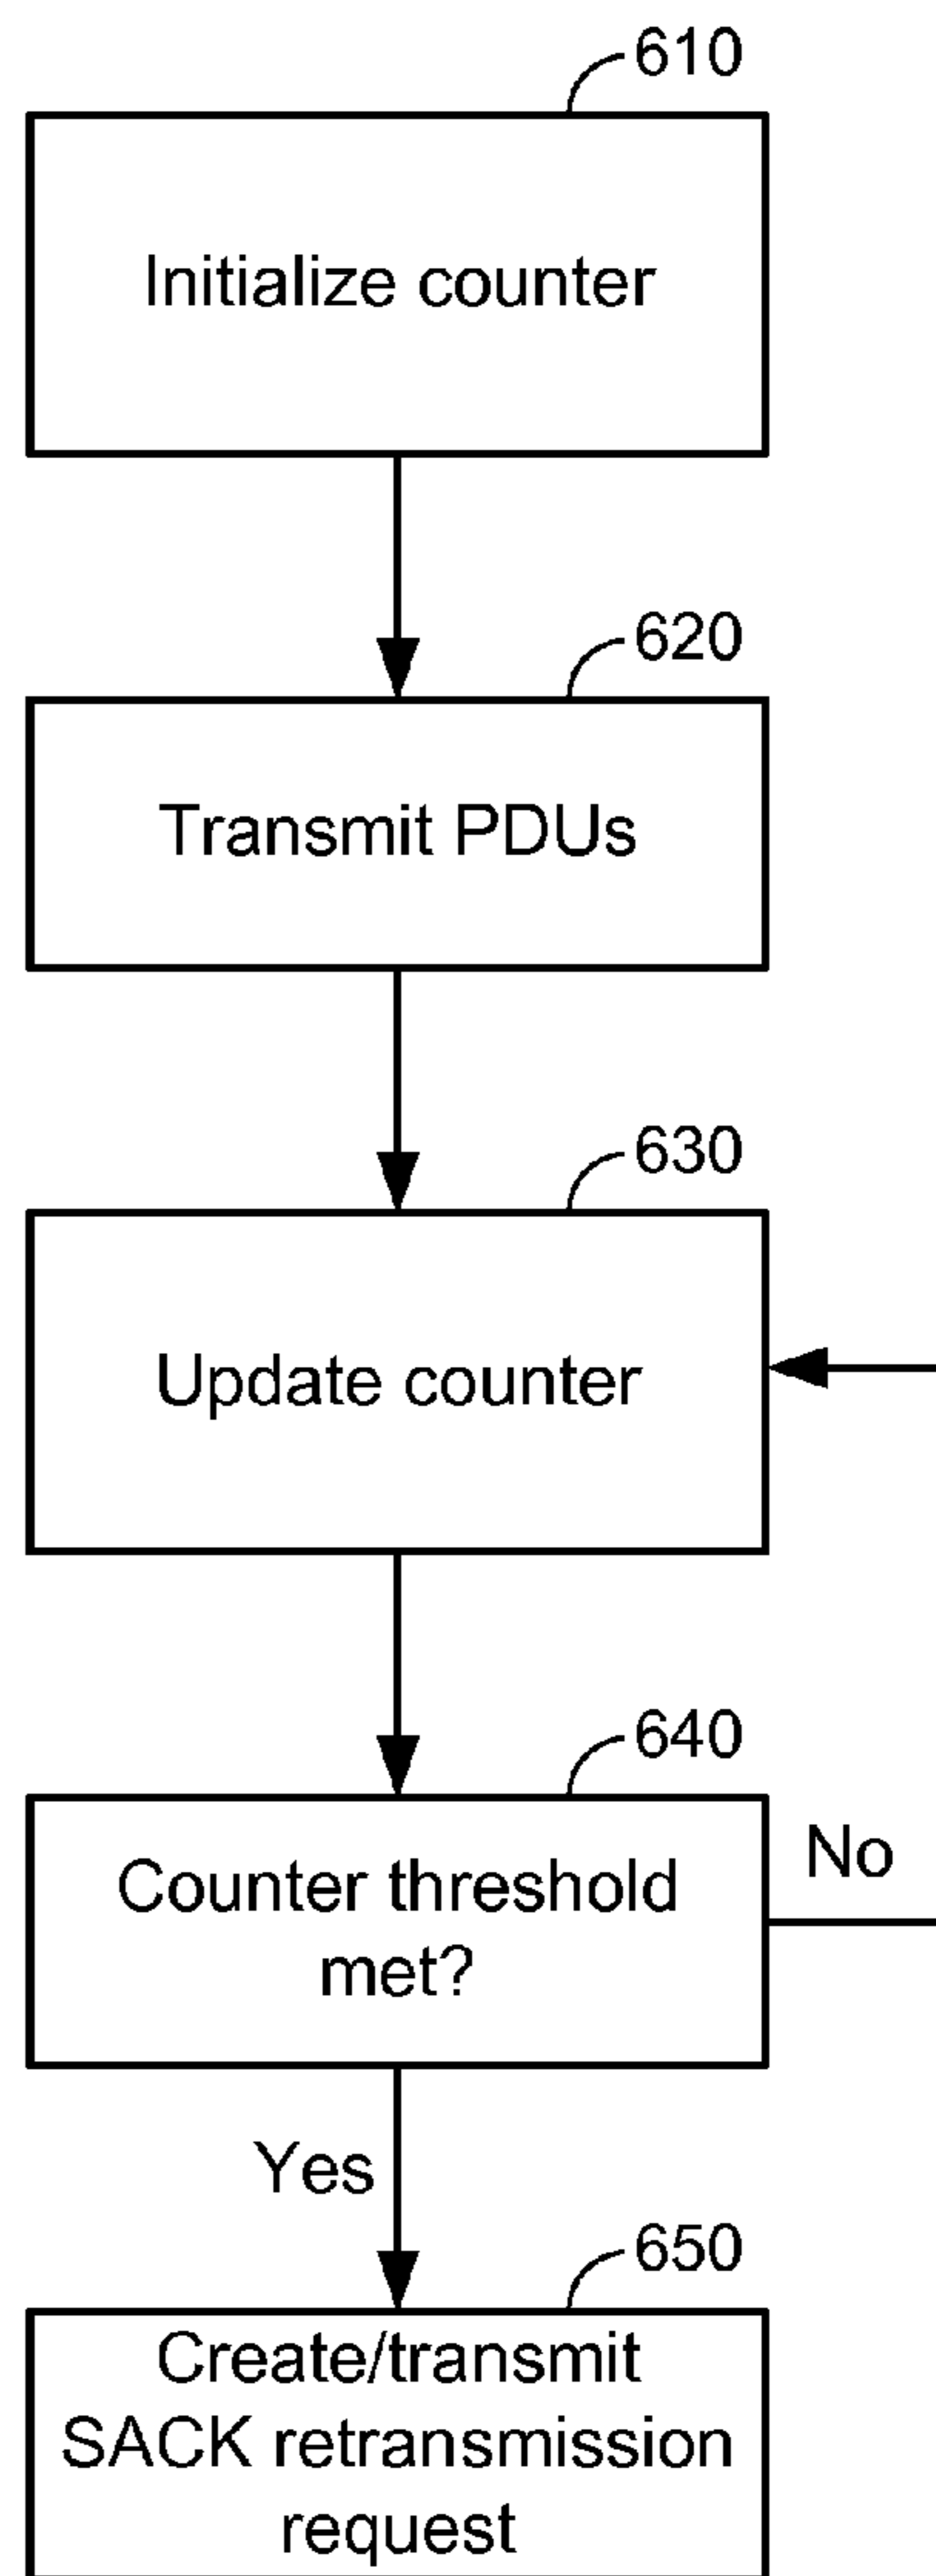 610
Initialize counter
620
Transmit PDUs
630
Update counter
640
Counter threshold
met?
No
Yes
650
Create/transmit
SACK retransmission
request